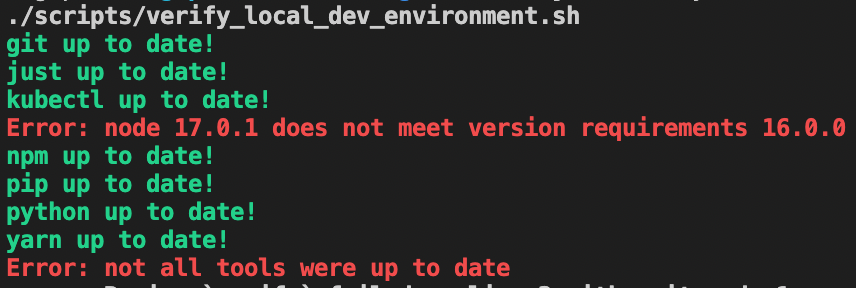 ./scripts/verify_local_dev_environment.sh
git up to date!
just up to date!
kubectl up to date!
Error: node 17.0.1 does not meet version requirements 16.0.0
npm up to date!
pip up to date!
python up to date!
yarn up to date!
Error: not all tools were up to date